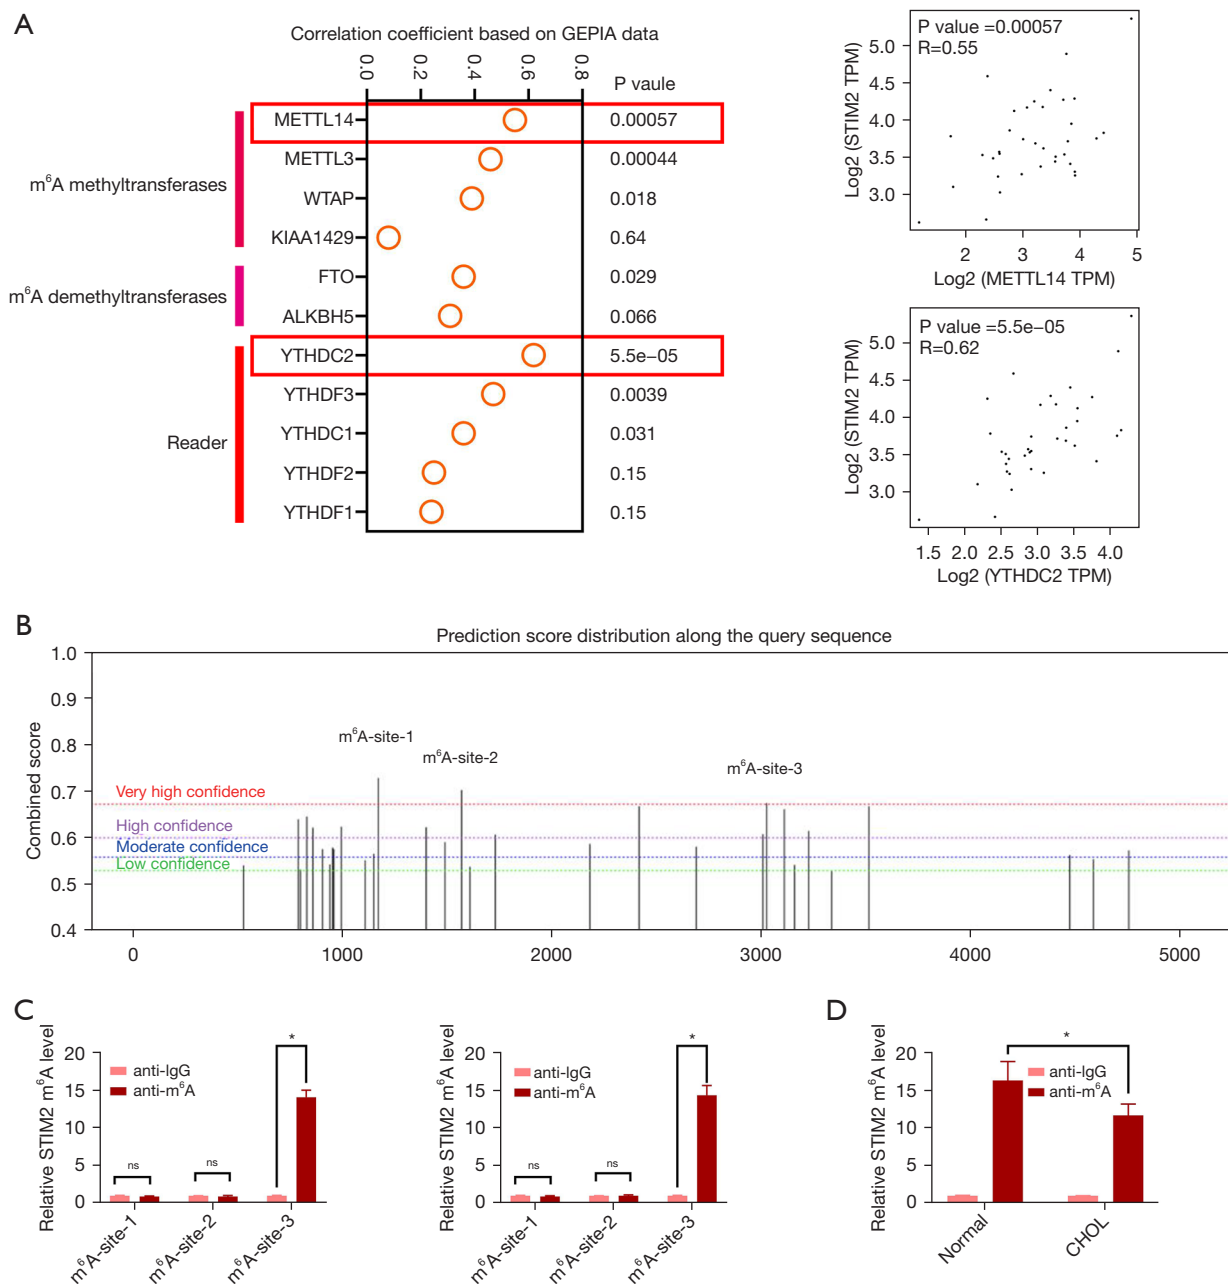 A
Correlation coefficient based on GEPIA data
0.0 0.2 0.4 0.6 0.8
P vaule
METTL14 0.00057
METTL3 0.00044
WTAP 0.018
KIAA1429 0.64
FTO 0.029
ALKBH5 0.066
YTHDC2 5.5e−05
YTHDF3 0.0039
YTHDC1 0.031
YTHDF2 0.15
YTHDF1 0.15
m⁶A methyltransferases
m⁶A demethyltransferases
Reader
P value =0.00057
R=0.55
Log2 (STIM2 TPM)
5.0
4.5
4.0
3.5
3.0
2 3 4 5
Log2 (METTL14 TPM)
P value =5.5e−05
R=0.62
Log2 (STIM2 TPM)
5.0
4.5
4.0
3.5
3.0
1.5 2.0 2.5 3.0 3.5 4.0
Log2 (YTHDC2 TPM)
B
Prediction score distribution along the query sequence
Combined score
1.0
0.9
0.8
0.7
0.6
0.5
0.4
m⁶A-site-1
m⁶A-site-2
m⁶A-site-3
Very high confidence
High confidence
Moderate confidence
Low confidence
0 1000 2000 3000 4000 5000
C
Relative STIM2 m⁶A level
20
15
10
5
0
anti-IgG
anti-m⁶A
ns
ns
*
m⁶A-site-1
m⁶A-site-2
m⁶A-site-3
Relative STIM2 m⁶A level
20
15
10
5
0
anti-IgG
anti-m⁶A
ns
ns
*
m⁶A-site-1
m⁶A-site-2
m⁶A-site-3
D
Relative STIM2 m⁶A level
20
15
10
5
0
*
anti-IgG
anti-m⁶A
Normal
CHOL